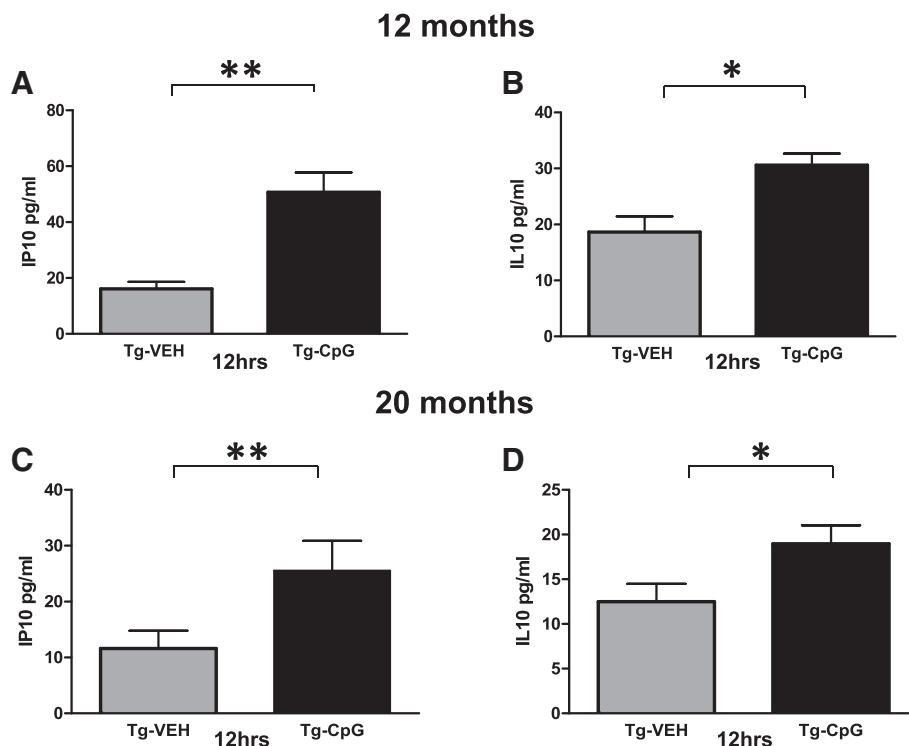 12 months
A
**
80
60
40
20
0
IP10 pg/ml
Tg-VEH
12hrs
Tg-CpG
B
*
40
30
20
10
0
IL10 pg/ml
Tg-VEH
12hrs
Tg-CpG
20 months
C
**
40
30
20
10
0
IP10 pg/ml
Tg-VEH
12hrs
Tg-CpG
D
*
25
20
15
10
5
0
IL10 pg/ml
Tg-VEH
12hrs
Tg-CpG